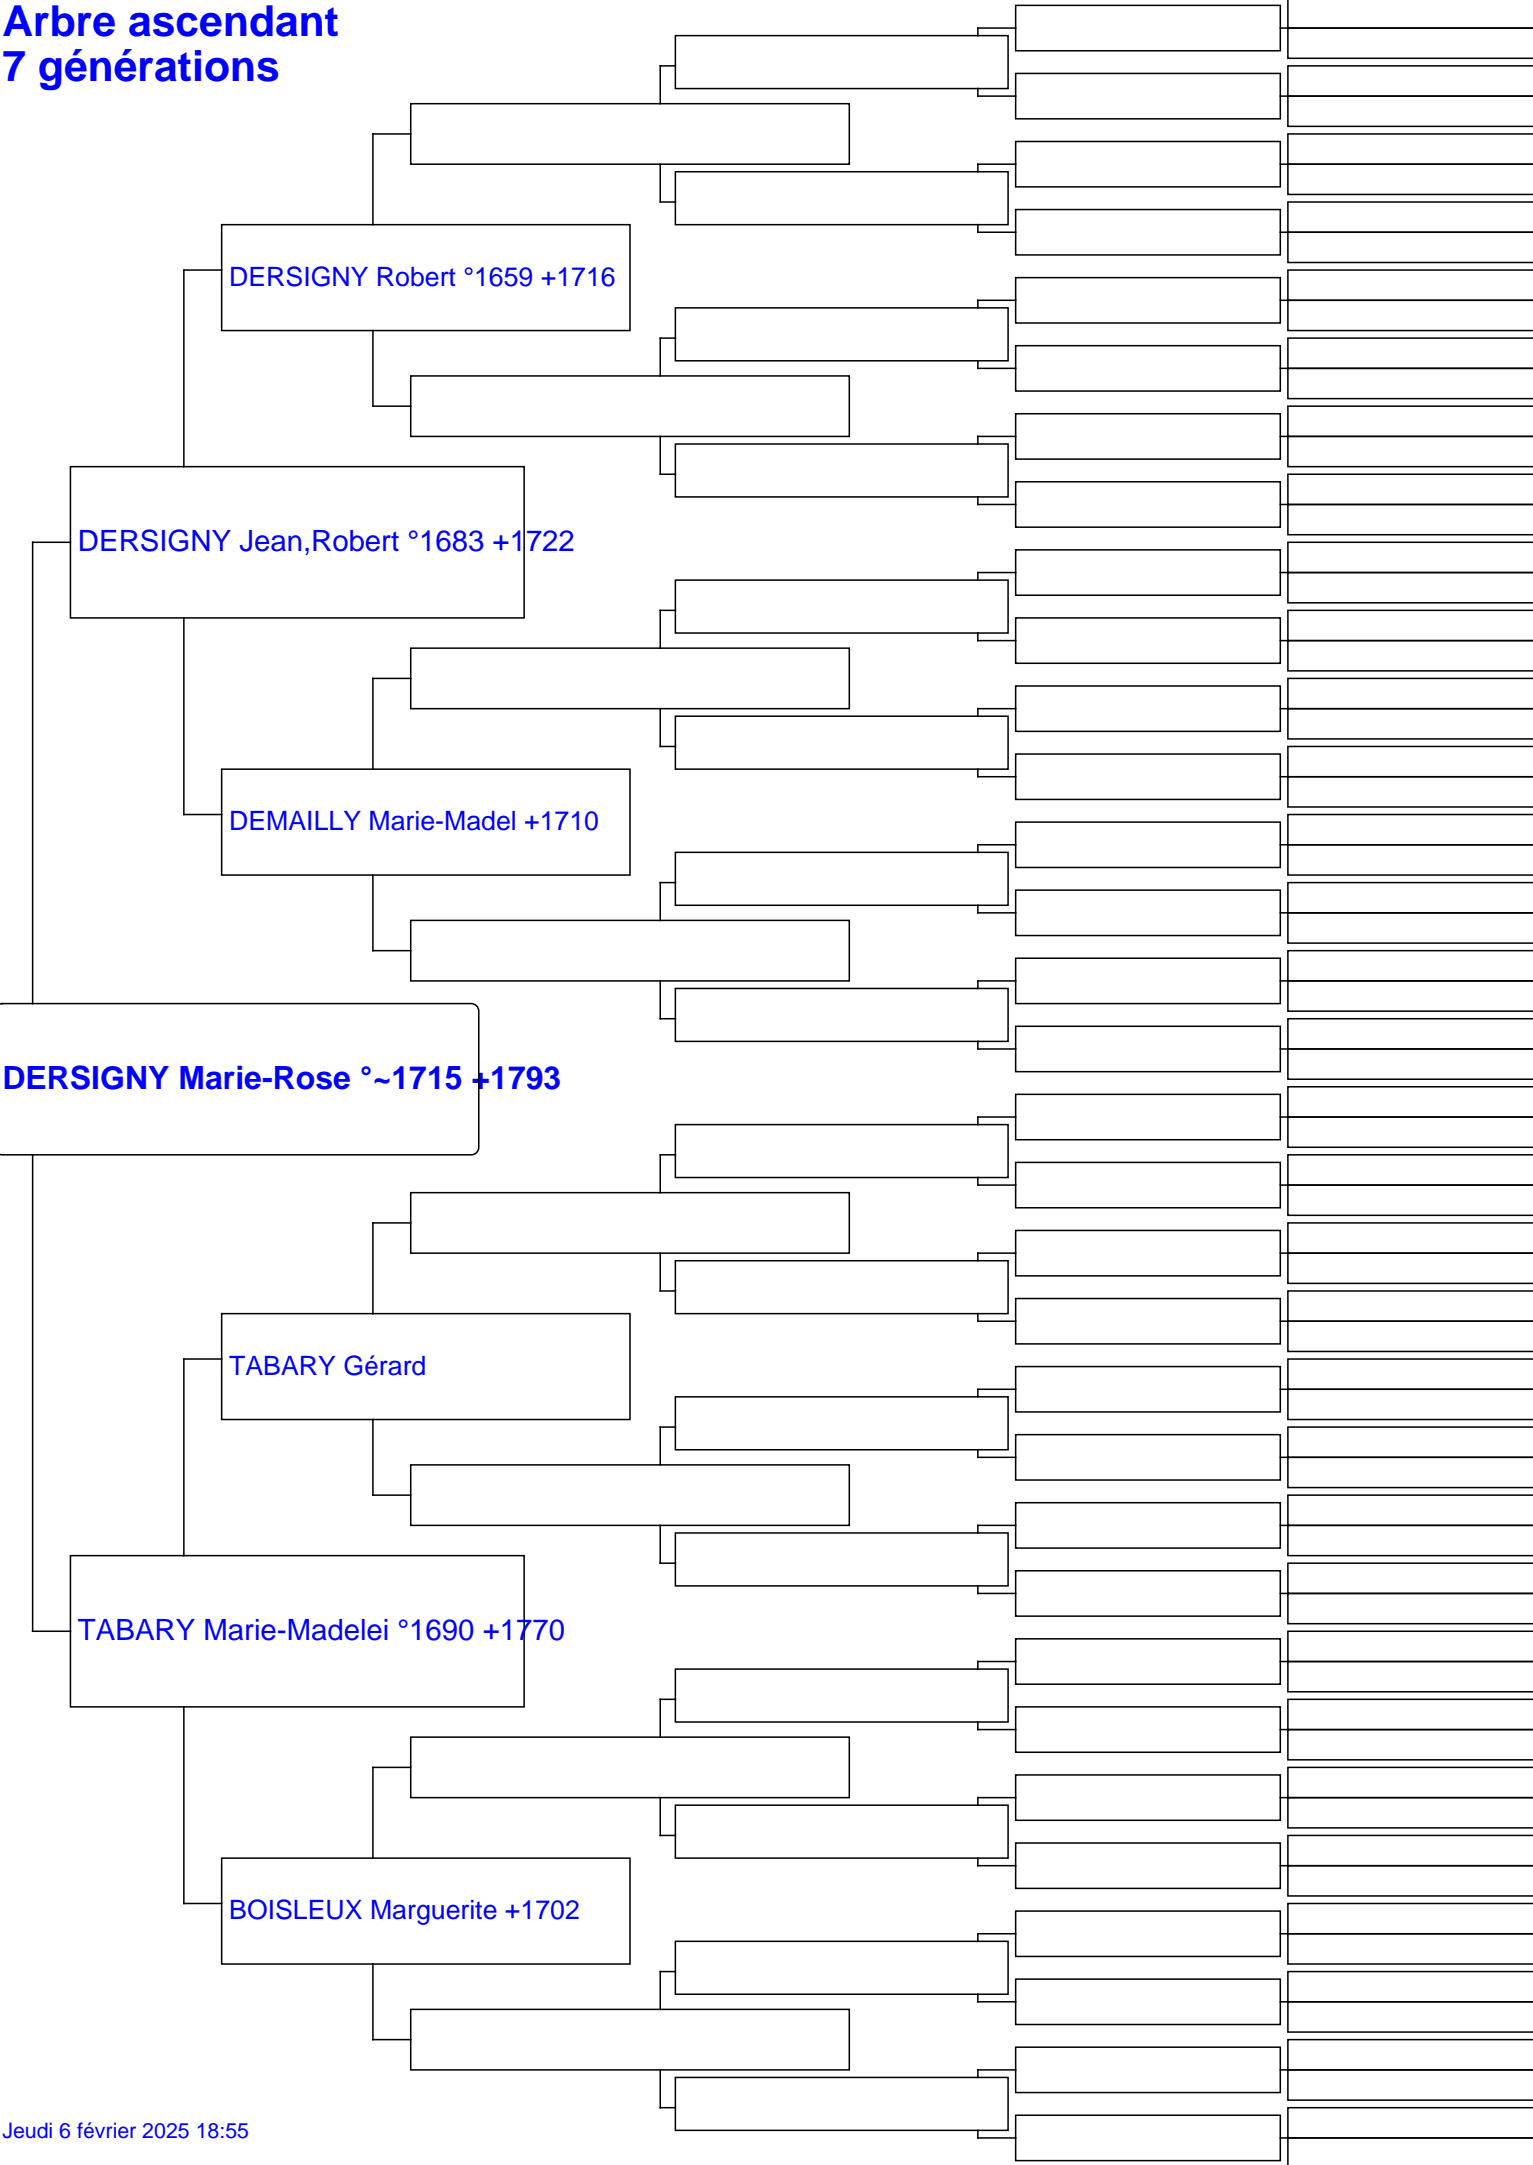 Arbre ascendant
7 générations
DERSIGNY Robert °1659 +1716
DERSIGNY Jean,Robert °1683 +1722
DEMAILLY Marie-Madel +1710
DERSIGNY Marie-Rose °~1715 +1793
TABARY Gérard
TABARY Marie-Madelei °1690 +1770
BOISLEUX Marguerite +1702
Jeudi 6 février 2025 18:55